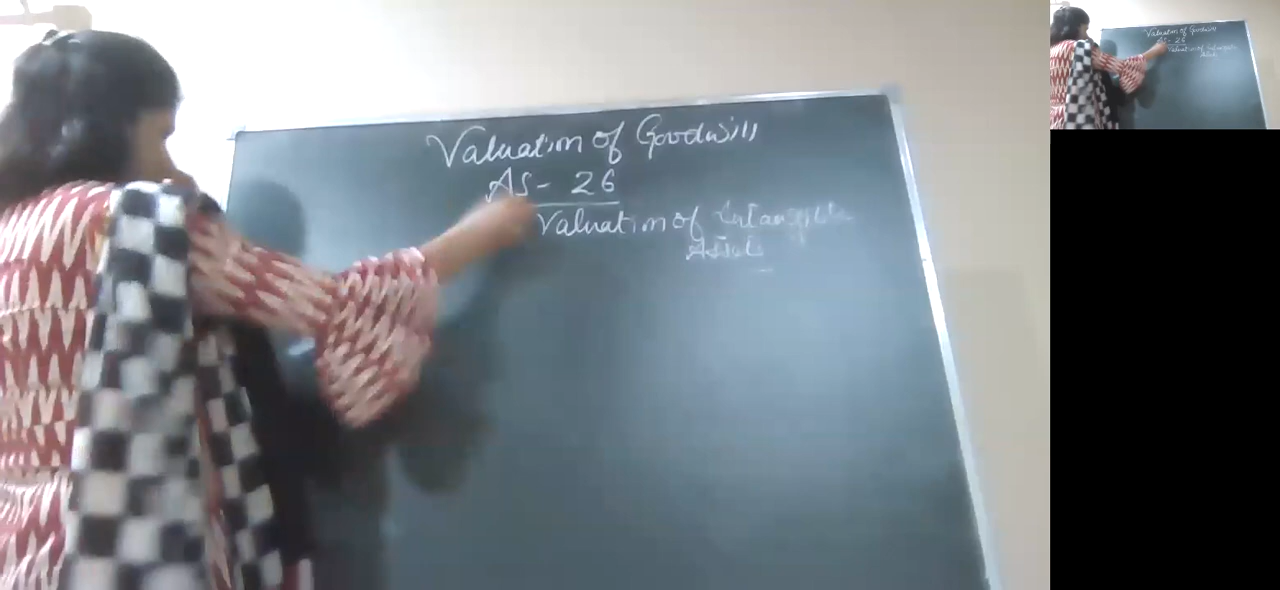 Valuation of Goodwill
AS- 26
Valuation of Intangible
Assets